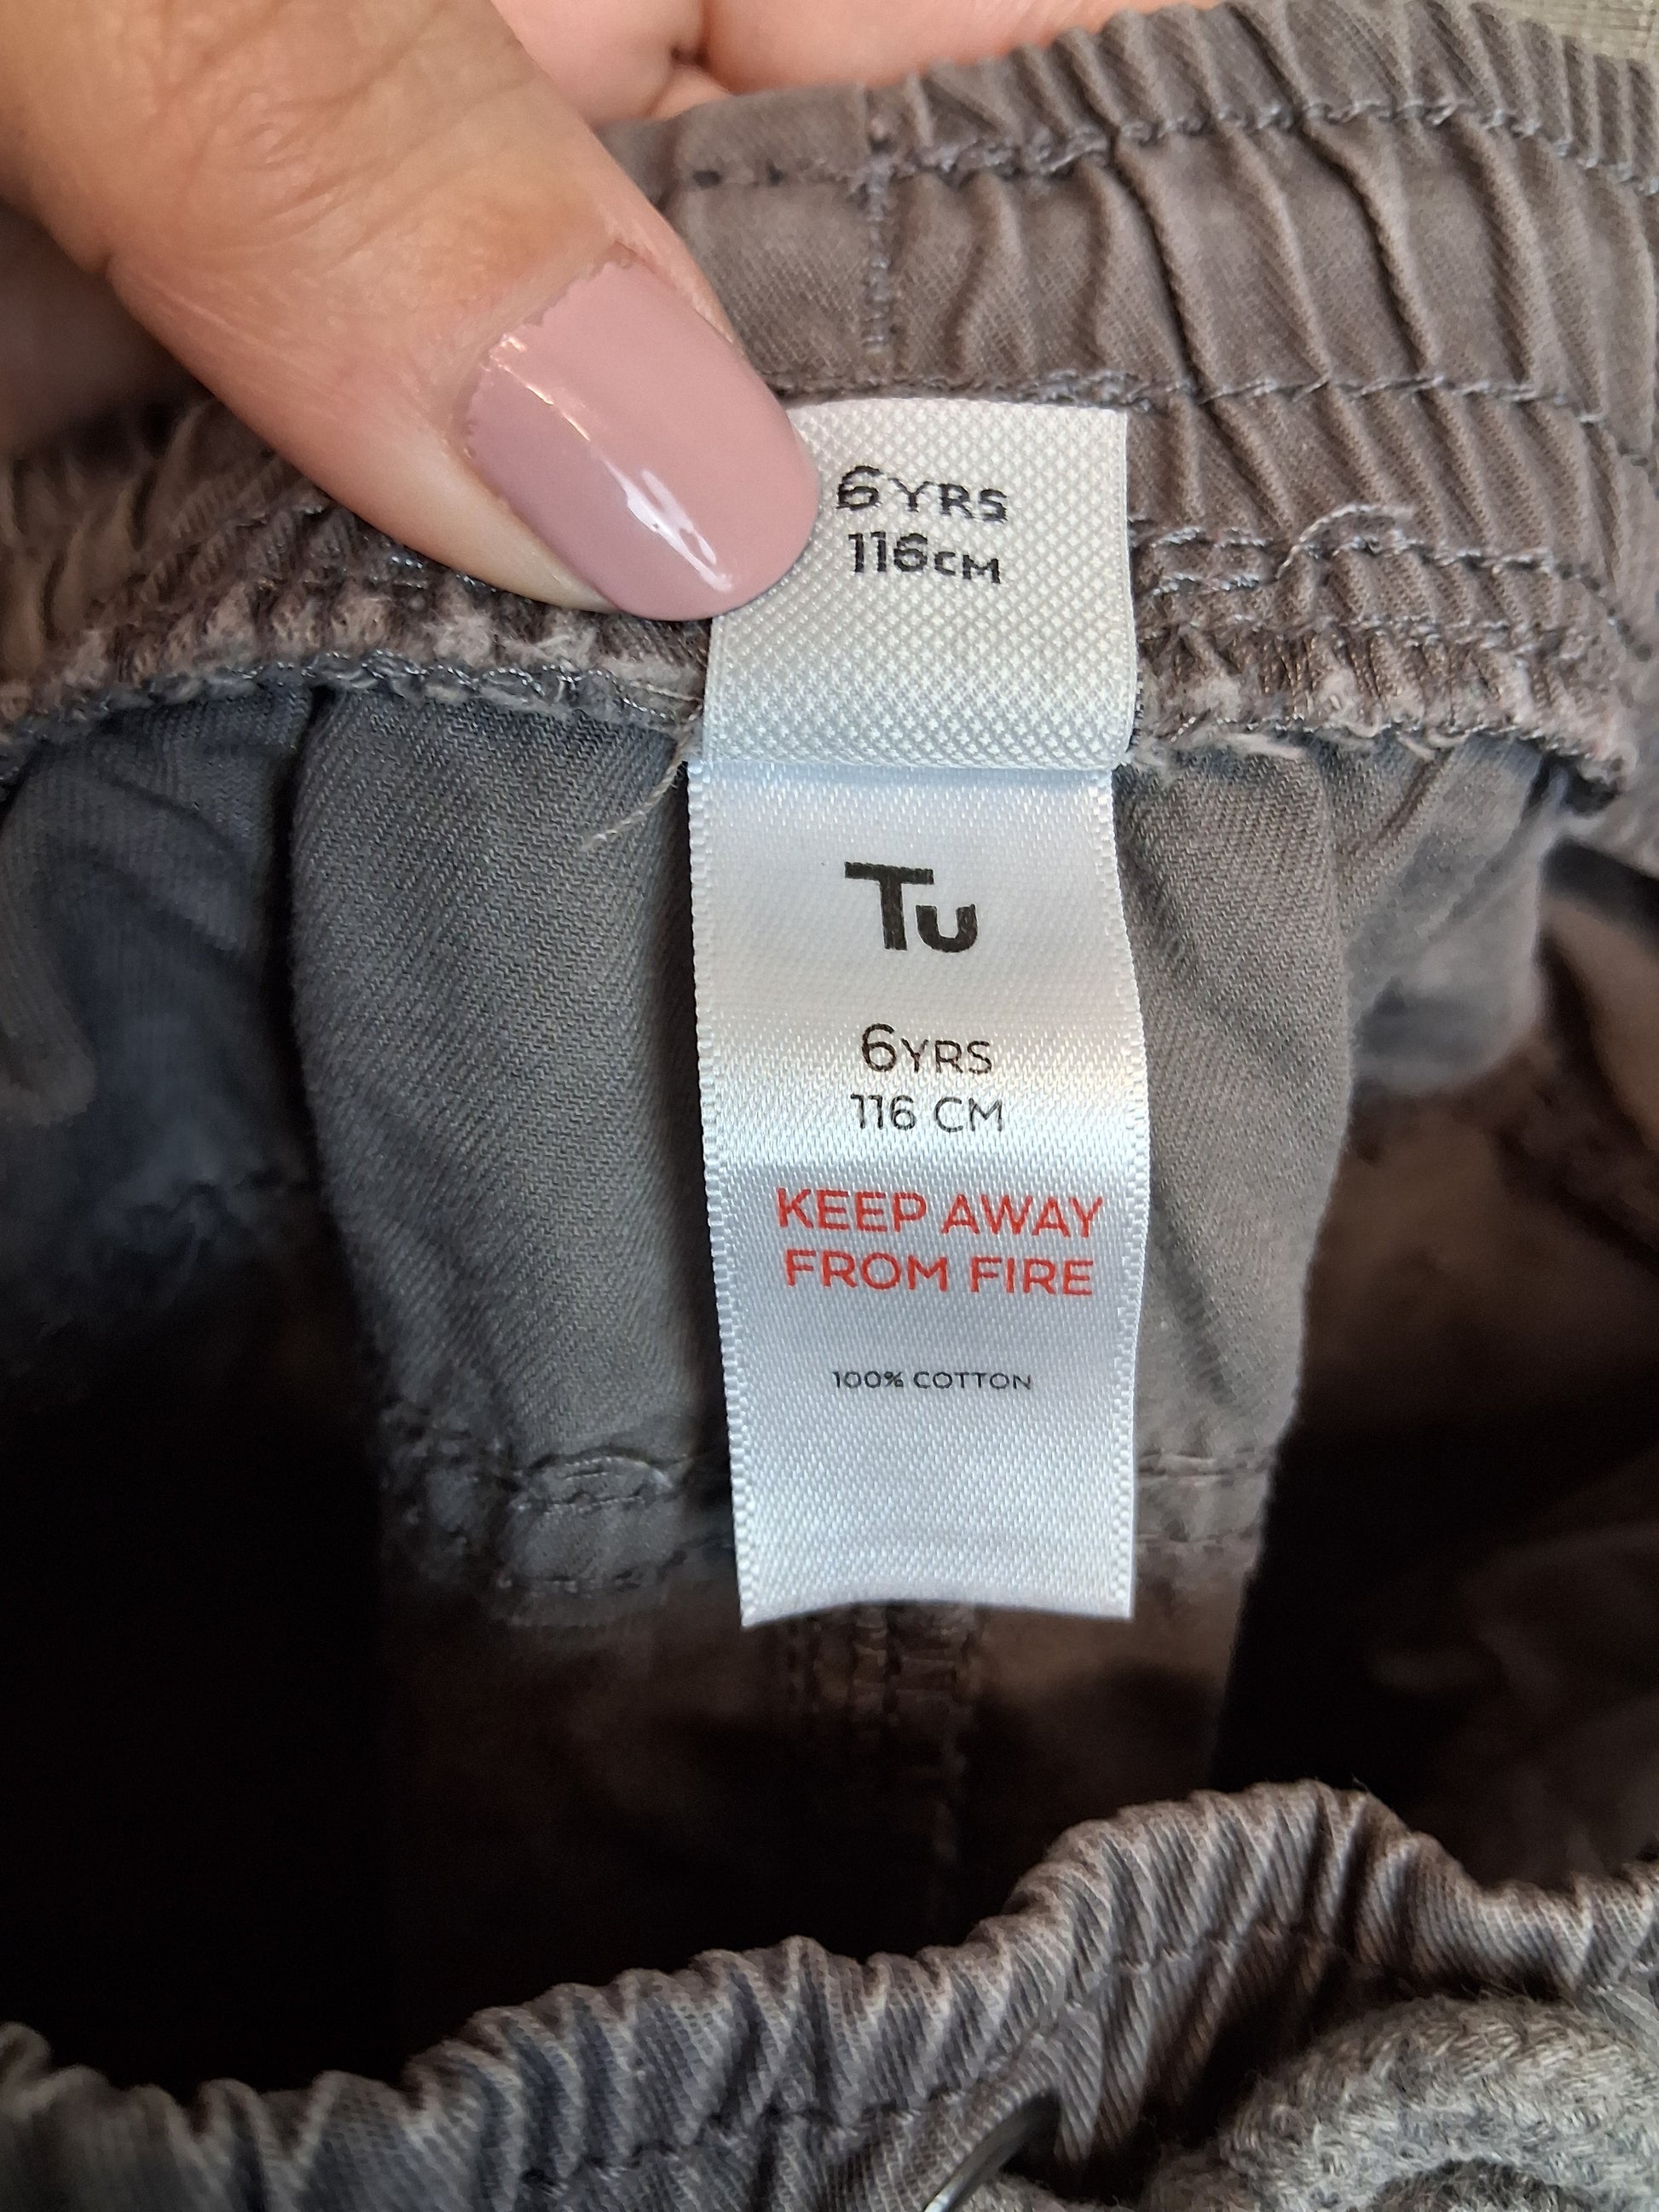 6YRS
116CM
Tu
6YRS
116 CM
KEEP AWAY
FROM FIRE
100% COTTON